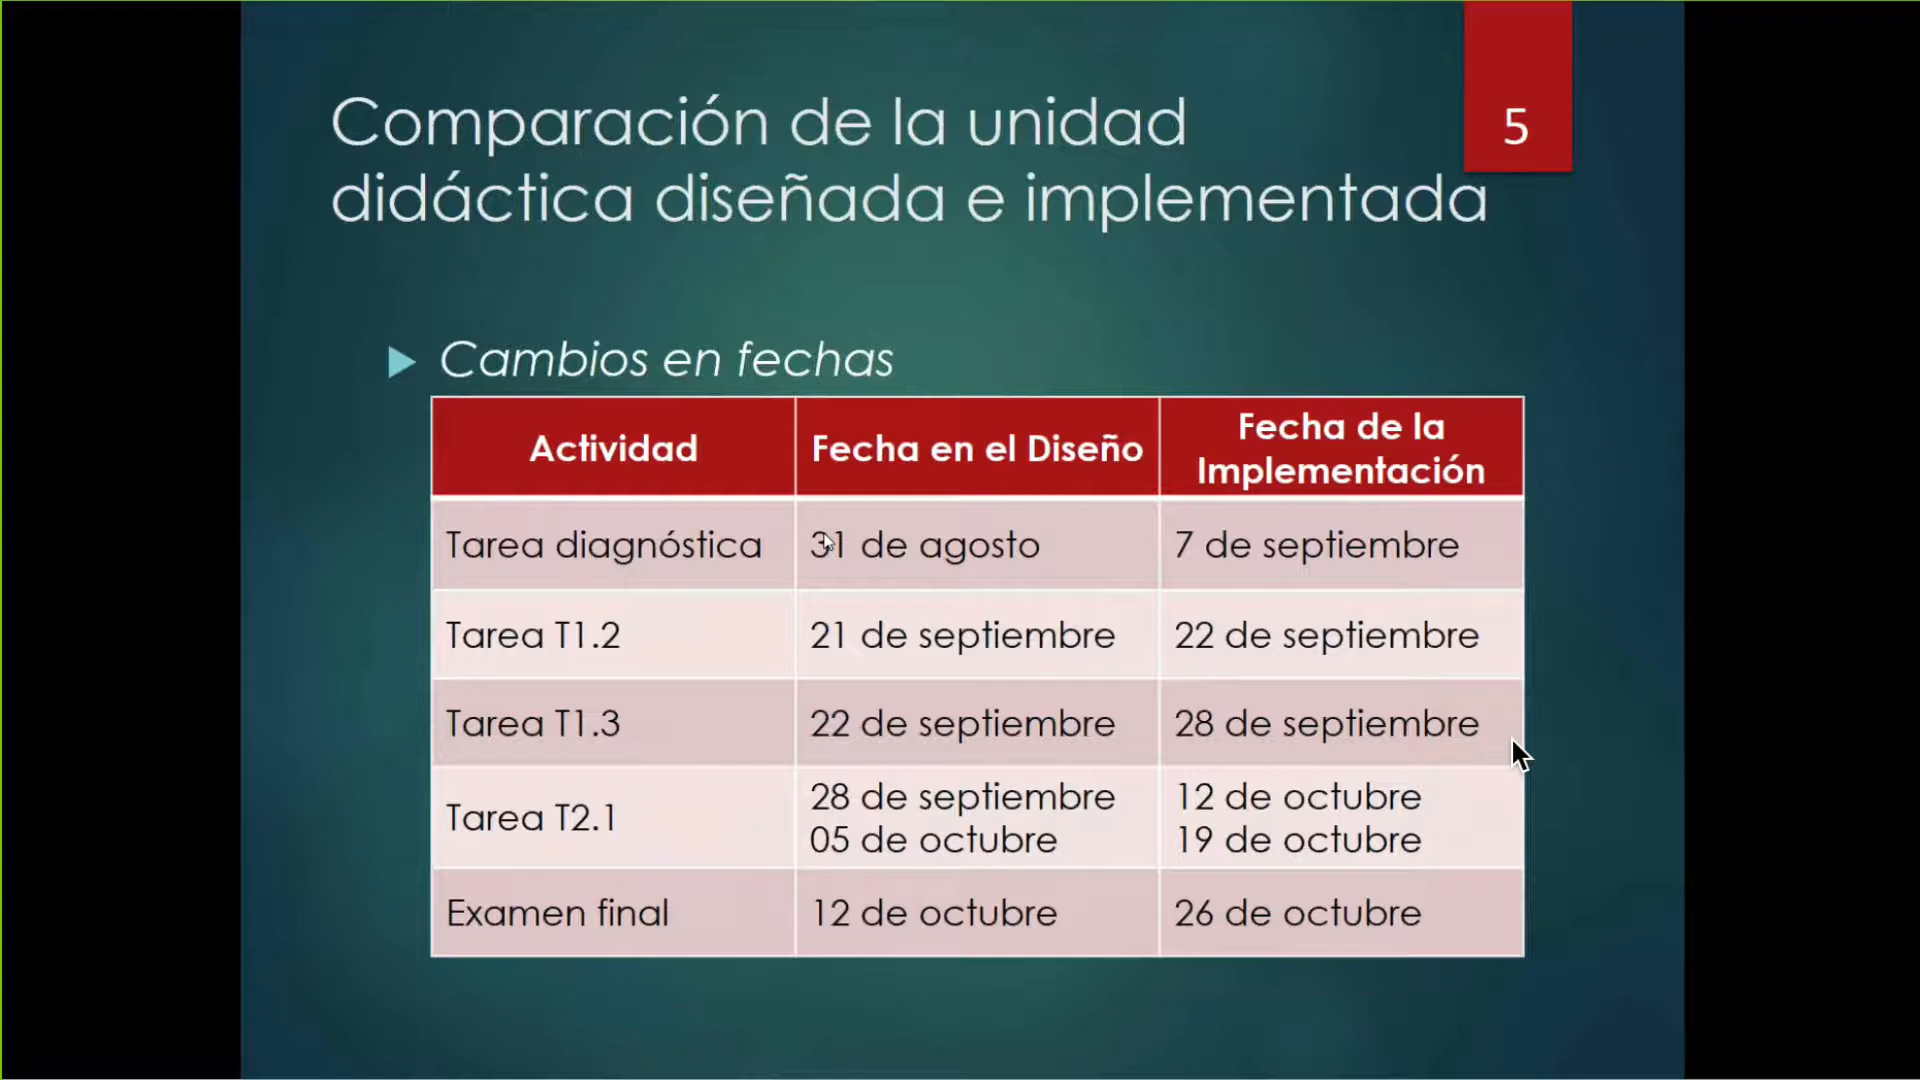 Comparación de la unidad
didáctica diseñada e implementada
5
Cambios en fechas
Actividad
Fecha en el Diseño
Fecha de la
Implementación
Tarea diagnóstica
31 de agosto
7 de septiembre
Tarea T1.2
21 de septiembre
22 de septiembre
Tarea T1.3
22 de septiembre
28 de septiembre
Tarea T2.1
28 de septiembre
05 de octubre
12 de octubre
19 de octubre
Examen final
12 de octubre
26 de octubre